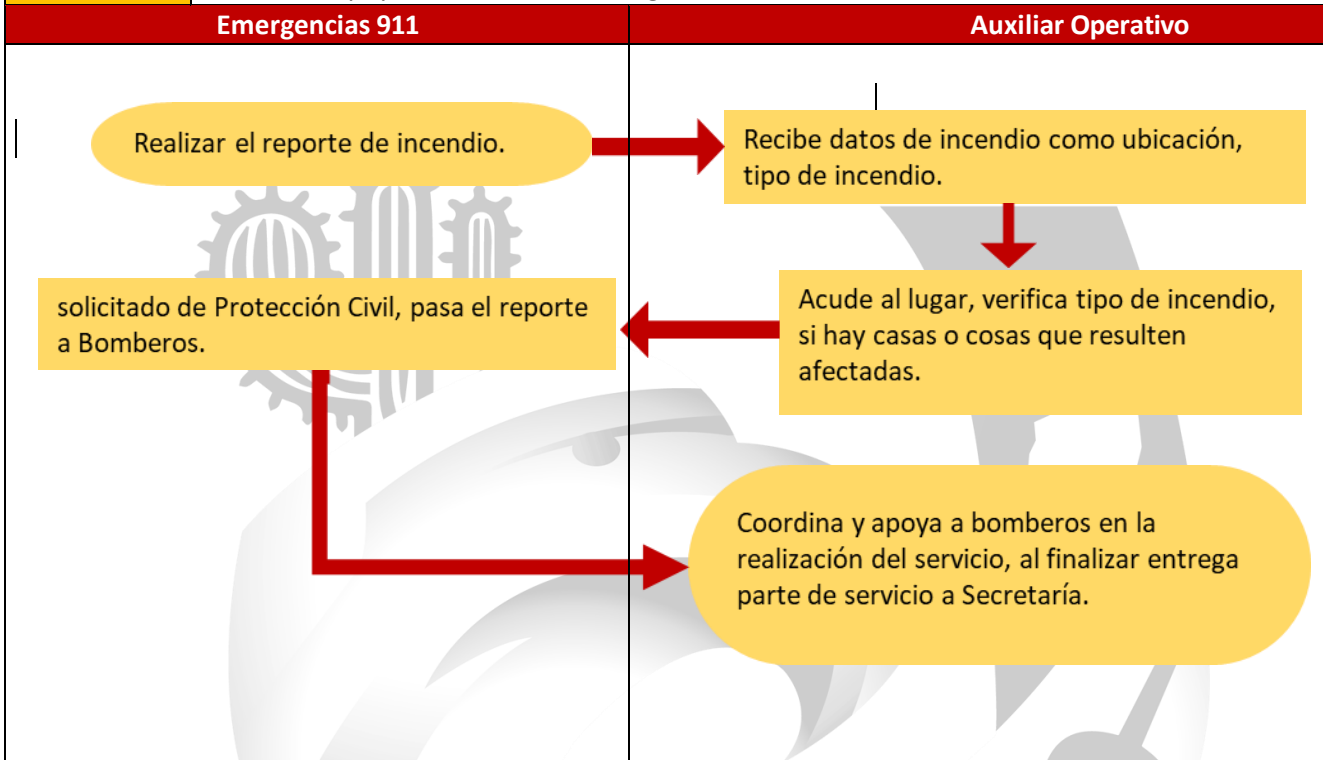 Emergencias 911
Auxiliar Operativo
Realizar el reporte de incendio.
Recibe datos de incendio como ubicación,
tipo de incendio.
Acude al lugar, verifica tipo de incendio,
si hay casas o cosas que resulten
afectadas.
solicitado de Protección Civil, pasa el reporte
a Bomberos.
Coordina y apoya a bomberos en la
realización del servicio, al finalizar entrega
parte de servicio a Secretaría.